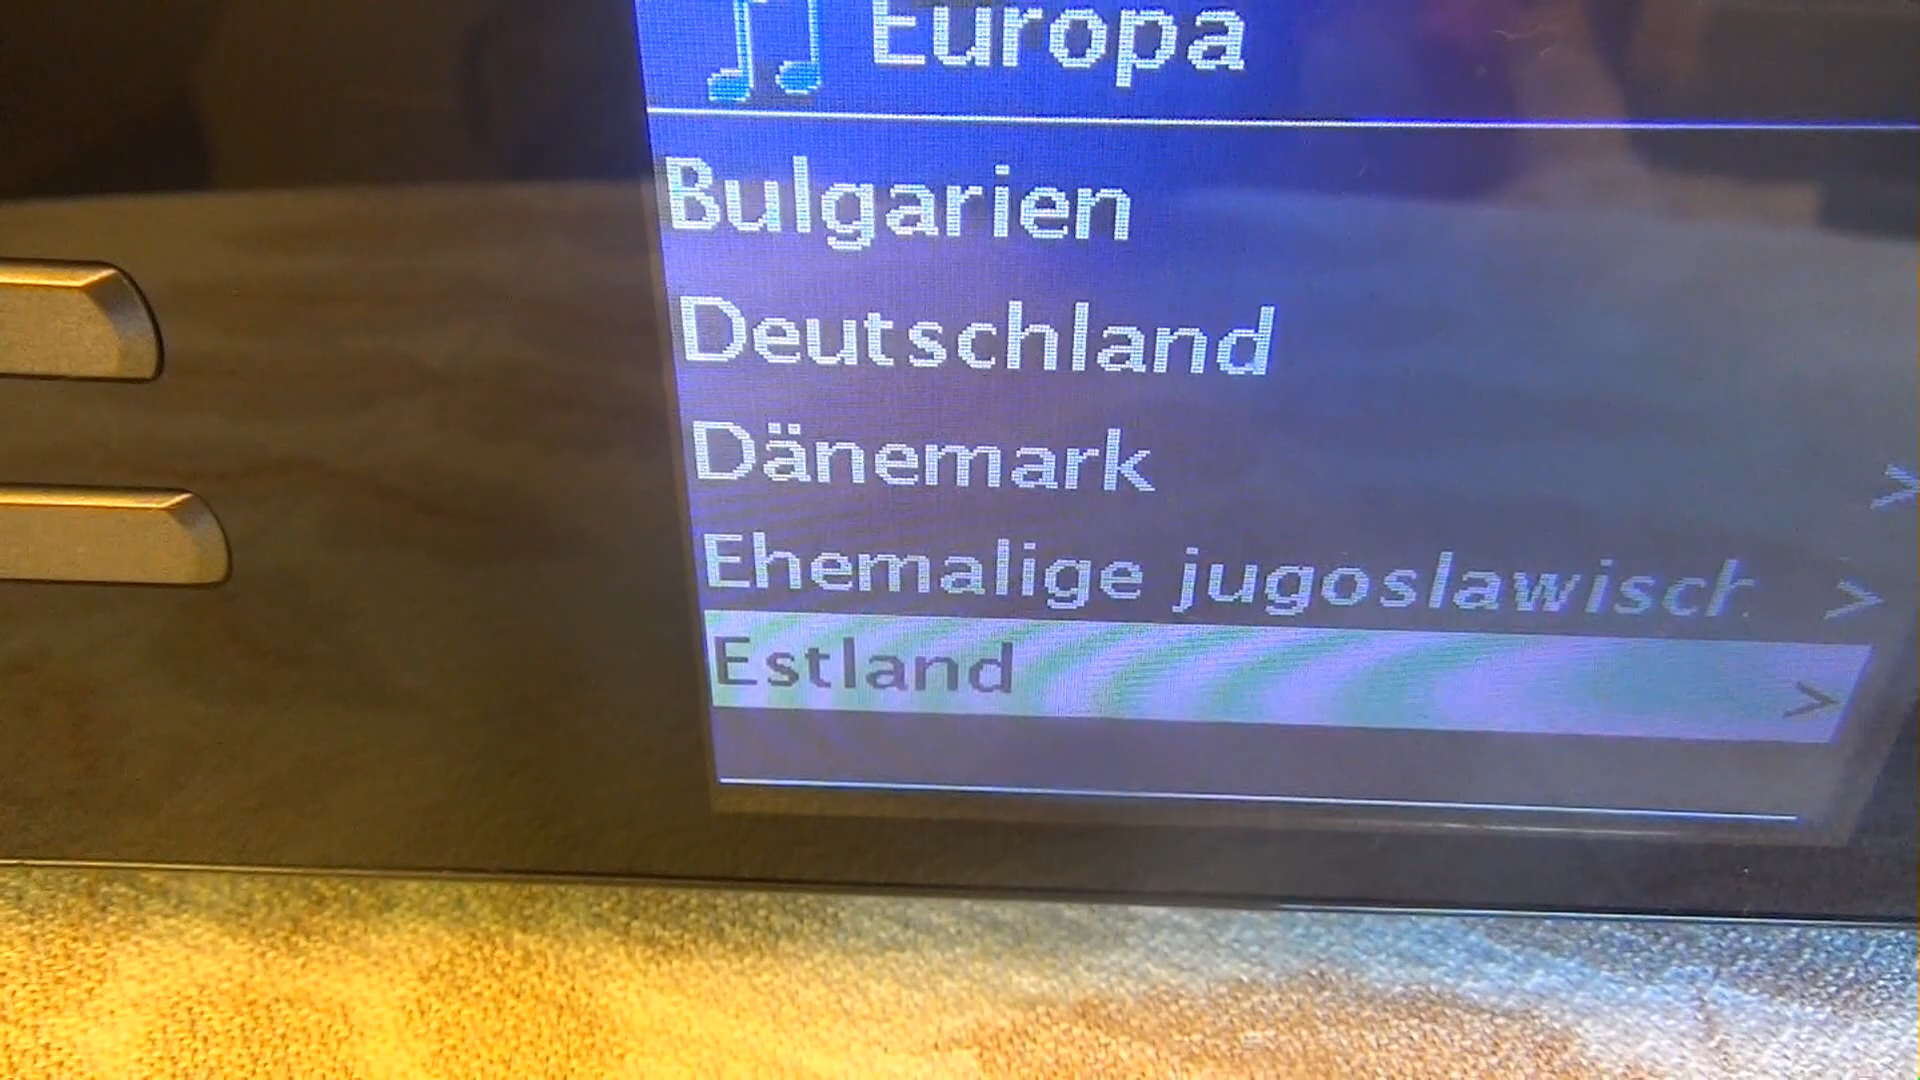 Europa
Bulgarien
Deutschland
Dänemark >
Ehemalige jugoslawisch >
Estland >